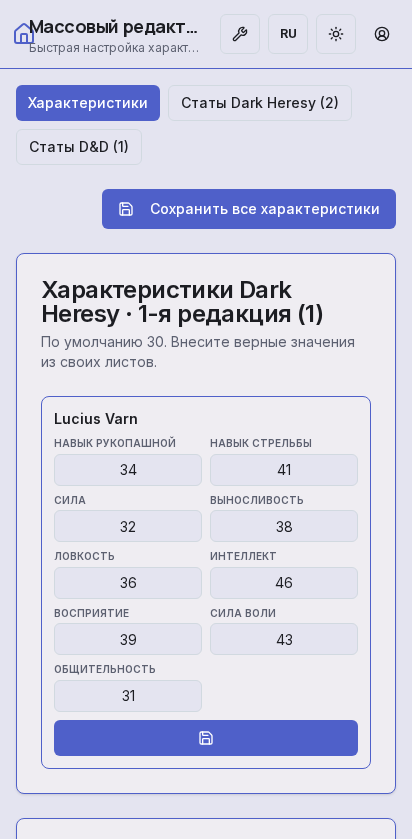 Массовый редакт...
Быстрая настройка характ...
RU
Характеристики
Статы Dark Heresy (2)
Статы D&D (1)
Сохранить все характеристики
Характеристики Dark
Heresy · 1-я редакция (1)
По умолчанию 30. Внесите верные значения
из своих листов.
Lucius Varn
НАВЫК РУКОПАШНОЙ
НАВЫК СТРЕЛЬБЫ
34
41
СИЛА
ВЫНОСЛИВОСТЬ
32
38
ЛОВКОСТЬ
ИНТЕЛЛЕКТ
36
46
ВОСПРИЯТИЕ
СИЛА ВОЛИ
39
43
ОБЩИТЕЛЬНОСТЬ
31